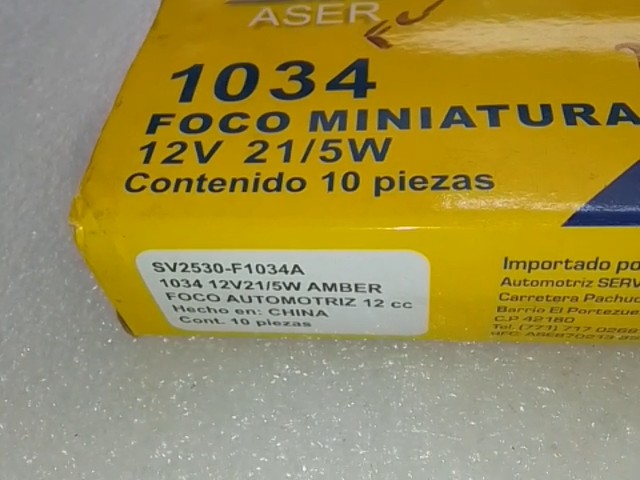 ASER
1034
FOCO MINIATURA
12V 21/5W
Contenido 10 piezas
SV2530-F1034A
1034 12V21/5W AMBER
FOCO AUTOMOTRIZ 12 cc
Hecho en: CHINA
Cont. 10 piezas
Importado po
Automotriz SERV
Carretera Pachuc
Barrio El Portezue
C.P 42180
Tel. (771) 717 0266